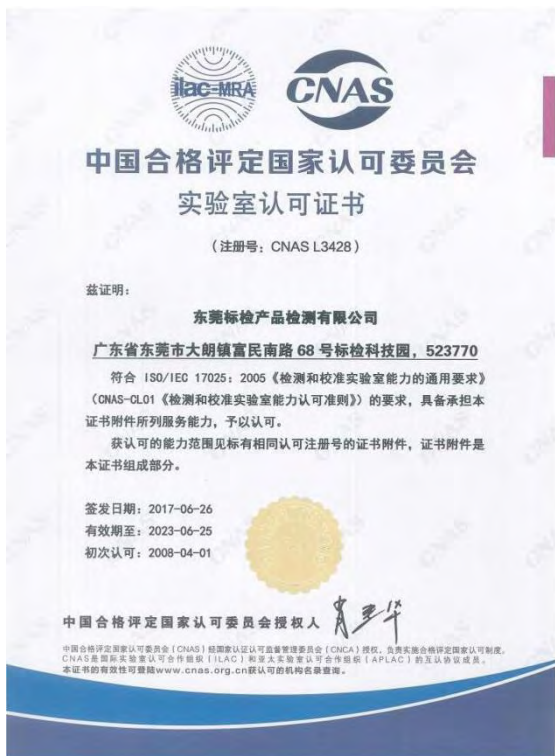 ilac-MRA
CNAS
中国合格评定国家认可委员会
实验室认可证书
（注册号：CNAS L3428）
兹证明：
东莞标检产品检测有限公司
广东省东莞市大朗镇富民南路 68 号标检科技园，523770
符合 ISO/IEC 17025：2005《检测和校准实验室能力的通用要求》
（CNAS-CL01《检测和校准实验室能力认可准则》）的要求，具备承担本
证书附件所列服务能力，予以认可。
获认可的能力范围见标有相同认可注册号的证书附件，证书附件是
本证书组成部分。
签发日期：2017-06-26
有效期至：2023-06-25
初次认可：2008-04-01
中国合格评定国家认可委员会授权人
中国合格评定国家认可委员会（CNAS）经国家认证认可监督管理委员会（CNCA）授权，负责实施合格评定国家认可制度。
CNAS是国际实验室认可合作组织（ILAC）和亚太实验室认可合作组织（APLAC）的互认协议成员。
本证书的有效性可登陆www.cnas.org.cn获认可的机构名录查询。